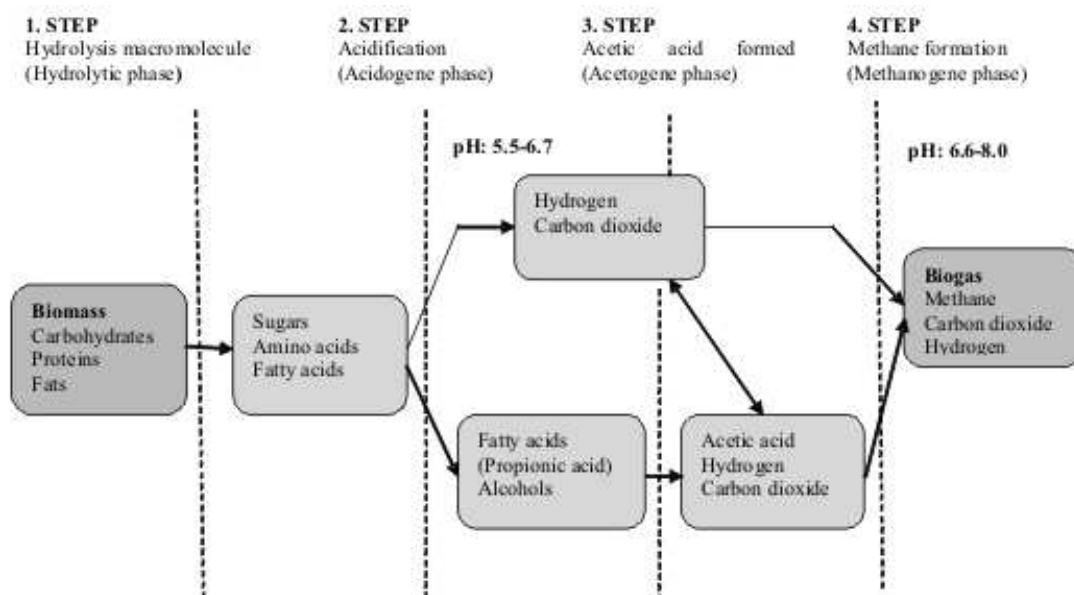 1. STEP
Hydrolysis macromolecule
(Hydrolytic phase)
2. STEP
Acidification
(Acidogene phase)
3. STEP
Acetic acid formed
(Acetogene phase)
4. STEP
Methane formation
(Methanogene phase)
pH: 5.5-6.7
pH: 6.6-8.0
Hydrogen
Carbon dioxide
Biomass
Carbohydrates
Proteins
Fats
Sugars
Amino acids
Fatty acids
Biogas
Methane
Carbon dioxide
Hydrogen
Fatty acids
(Propionic acid)
Alcohols
Acetic acid
Hydrogen
Carbon dioxide